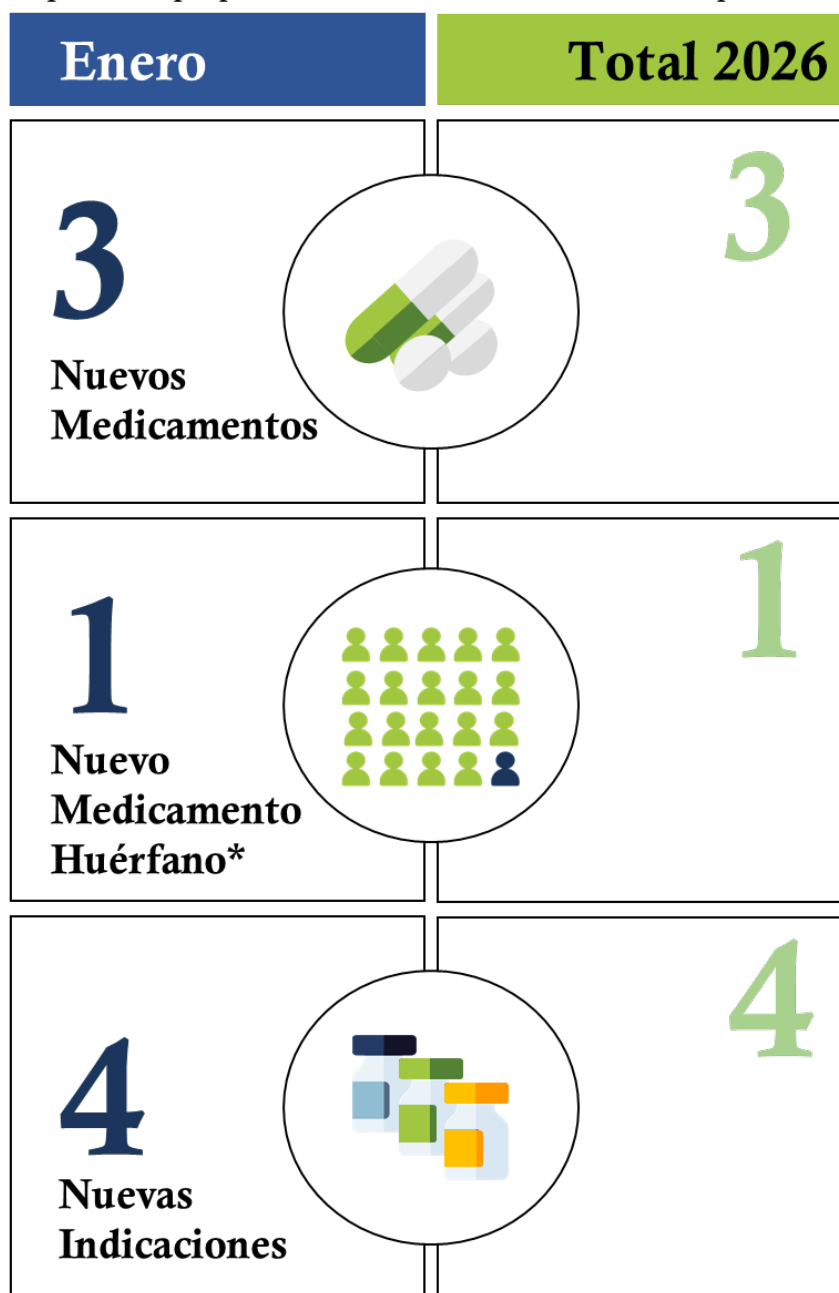 Enero
Total 2026
3
3
Nuevos
Medicamentos
1
1
Nuevo
Medicamento
Huérfano*
4
4
Nuevas
Indicaciones